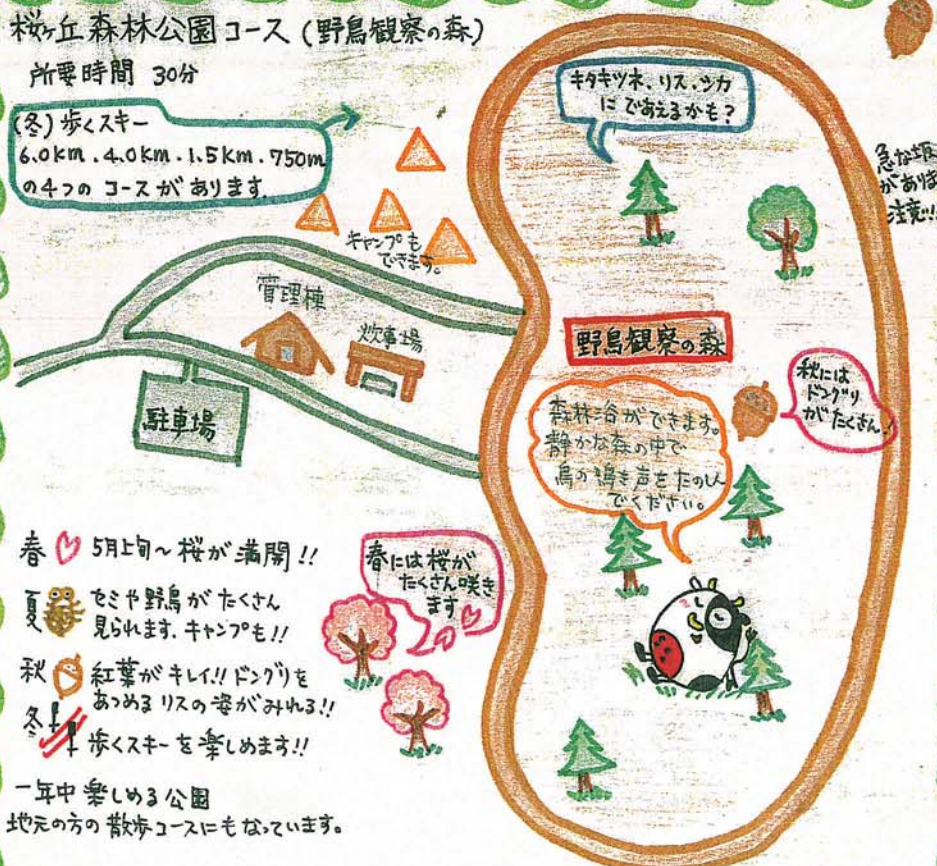 桜ヶ丘森林公園コース(野鳥観察の森)
所要時間 30分
(冬)歩くスキー
6.0km.4.0km.1.5km.750m
の4つのコースがあります。
キタキツネ、リス、シカ
にであえるかも?
急な坂
がありま
注意!!
キャンプも
できます。
管理棟
炊事場
駐車場
野鳥観察の森
秋には
ドングリ
がたくさん!
森林浴ができます。
静かな森の中で
鳥の鳴き声をたのしん
でください。
春には桜が
たくさん咲き
ます
春 5月上旬~桜が満開!!
夏 セミや野鳥がたくさん
見られます。キャンプも!!
秋 紅葉がキレイ!!ドングリを
あつめるリスの姿がみれる!!
冬 歩くスキーを楽しめます!!
一年中楽しめる公園
地元の方の散歩コースにもなっています。